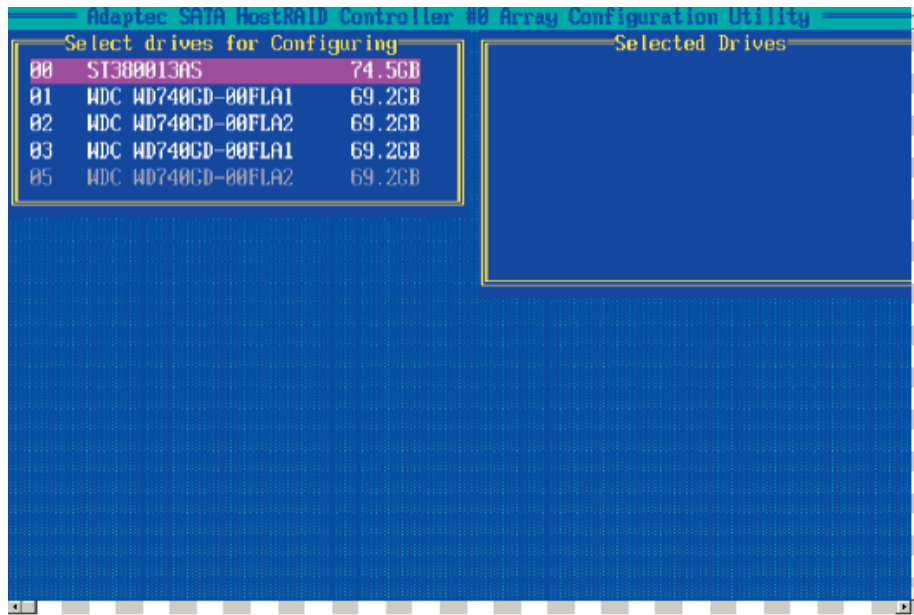 Adaptec SATA HostRAID Controller #0 Array Configuration Utility
Select drives for Configuring
00 ST380013AS 74.5GB
01 WDC WD740GD-00FLA1 69.2GB
02 WDC WD740GD-00FLA2 69.2GB
03 WDC WD740GD-00FLA1 69.2GB
05 WDC WD740GD-00FLA2 69.2GB
Selected Drives